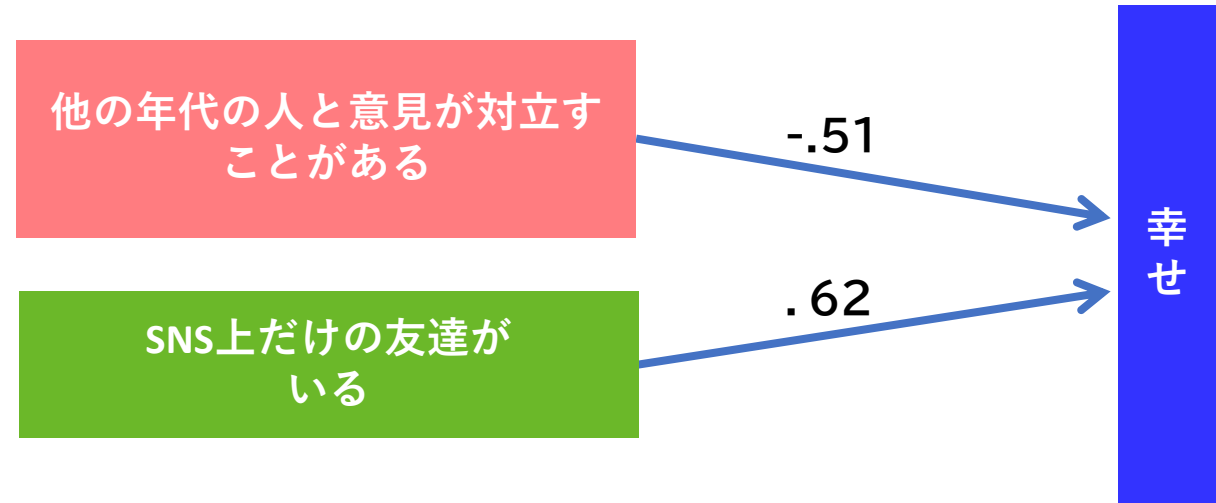 他の年代の人と意見が対立す
ことがある
-.51
幸
せ
.62
SNS上だけの友達が
いる